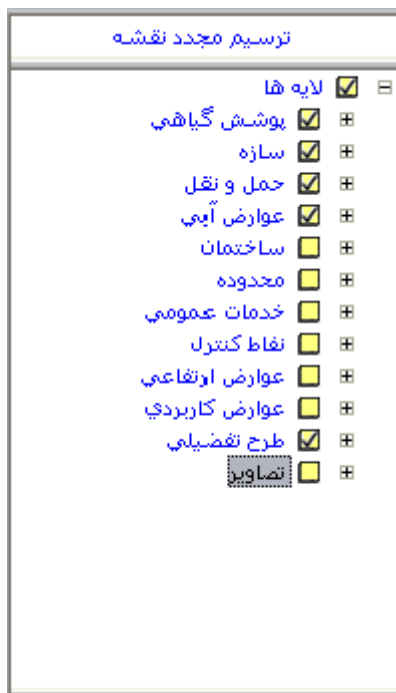 ترسيم مجدد نقشه
لايه ها
پوشش گياهي
سازه
حمل و نقل
عوارض آبي
ساختمان
محدوده
خدمات عمومي
نقاط کنترل
عوارض ارتفاعي
عوارض کاربردي
طرح تفضيلي
تصاوير